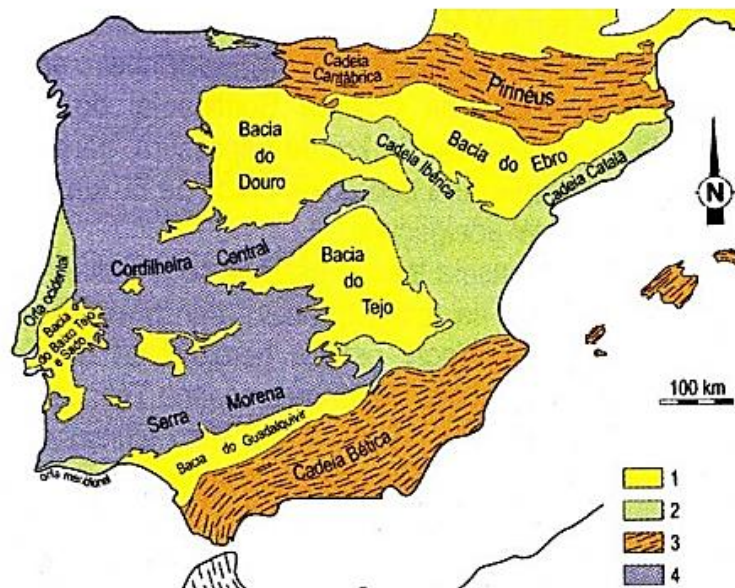 Cadeia
Cantábrica
Pirinéus
Bacia
do
Douro
Cadeia Ibérica
Bacia do Ebro
Cadeia Catalã
N
Cordilheira Central
Bacia
do
Tejo
Orla ocidental
Bacia
do Baixo Tejo
e Sado
100 km
Serra Morena
Bacia do Guadalquivir
Cadeia Bética
Orla meridional
1
2
3
4